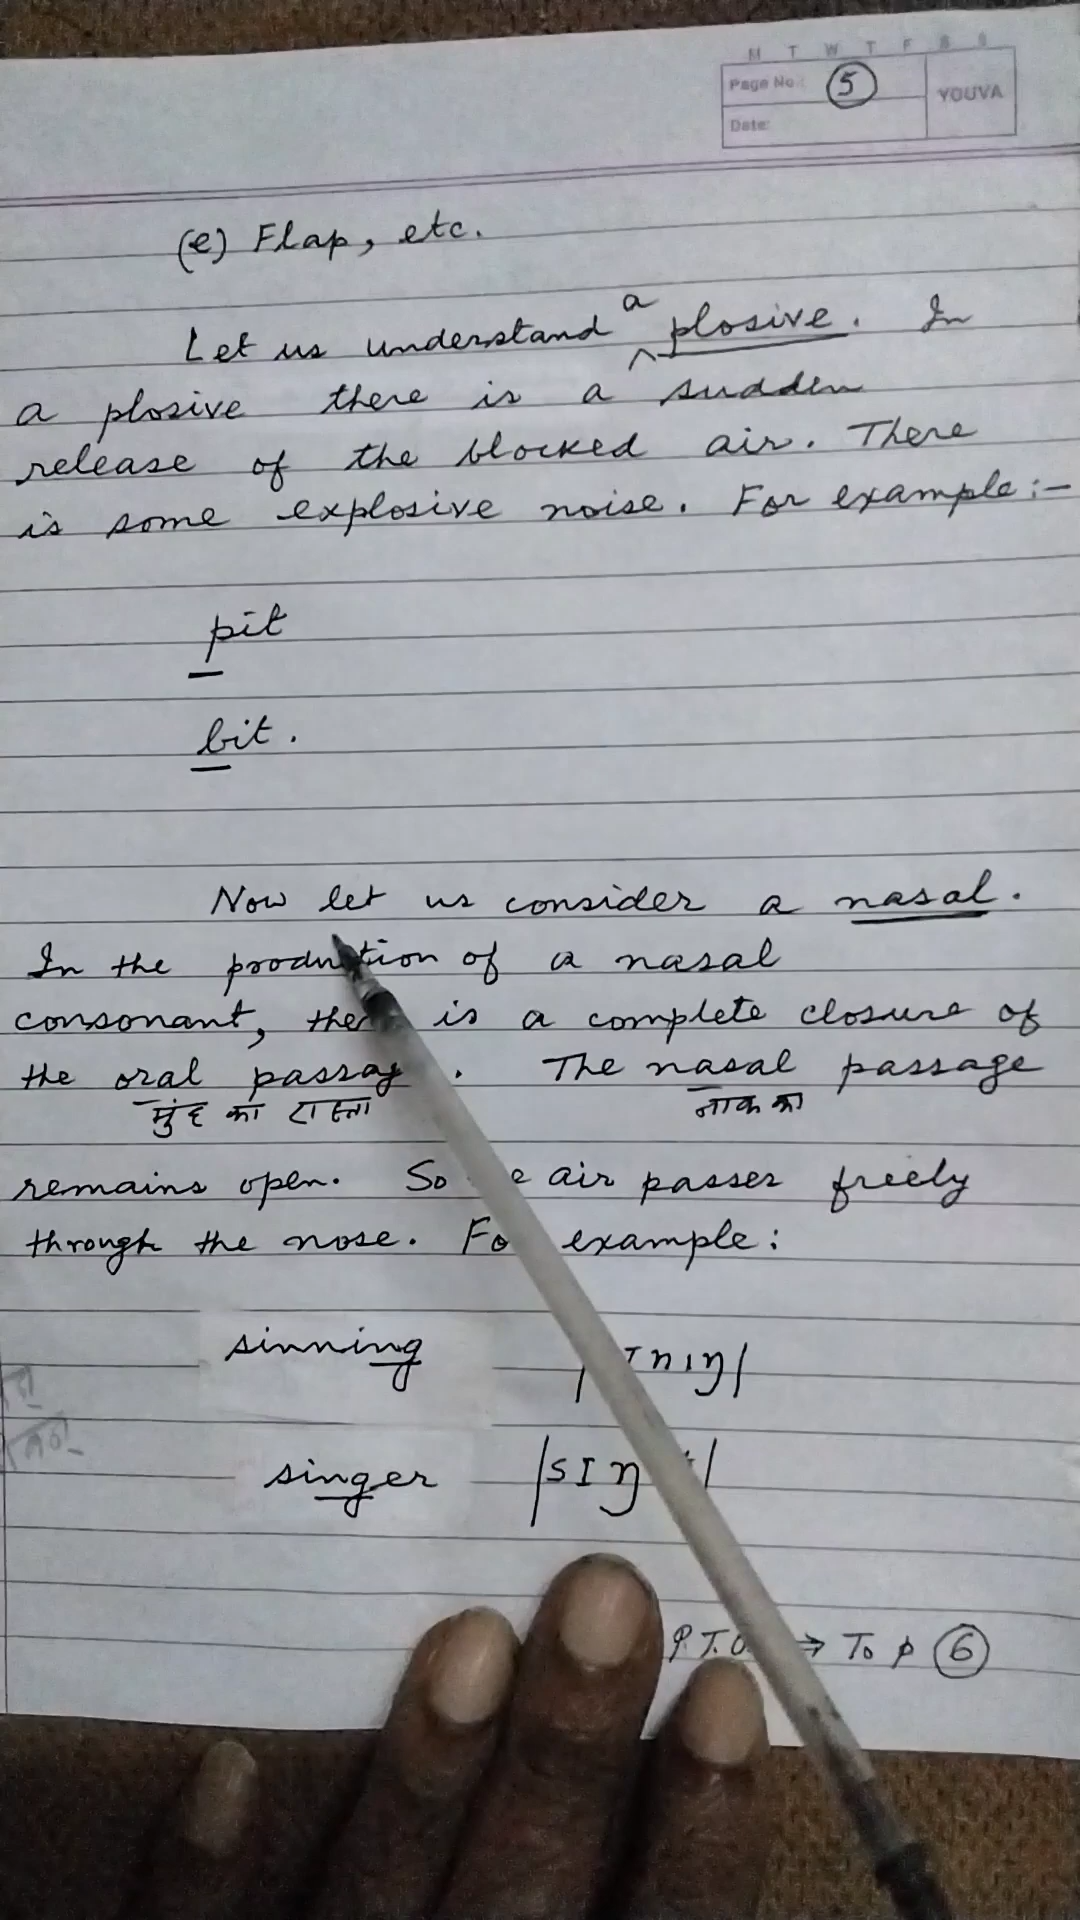 M T W T F S S
Page No.: 5
YOUVA
Date:
(e) Flap, etc.
Let us understand a plosive. In
a plosive there is a sudden
release of the blocked air. There
is some explosive noise. For example:-
pit
bit.
Now let us consider a nasal.
In the production of a nasal
consonant, is a complete closure of
the oral . The nasal passage
मुंह का रास्ता नाक का
remains open. So air passes freely
through the nose. example:
sinning
singer
P.T.O. → To p 6